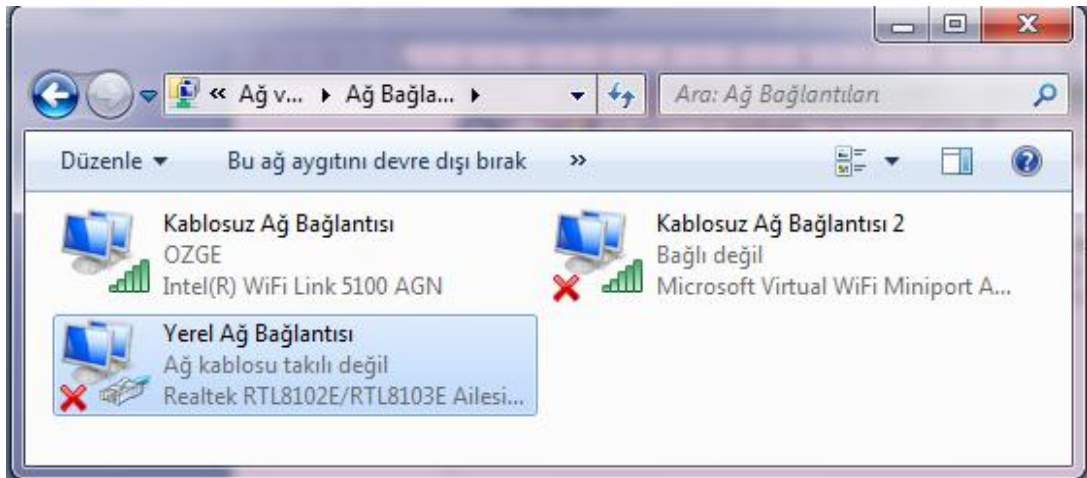 « Ağ v... ▸ Ağ Bağla... ▸
Ara: Ağ Bağlantıları
Düzenle ▾ Bu ağ aygıtını devre dışı bırak »
Kablosuz Ağ Bağlantısı
OZGE
Intel(R) WiFi Link 5100 AGN
Kablosuz Ağ Bağlantısı 2
Bağlı değil
Microsoft Virtual WiFi Miniport A...
Yerel Ağ Bağlantısı
Ağ kablosu takılı değil
Realtek RTL8102E/RTL8103E Ailesi...